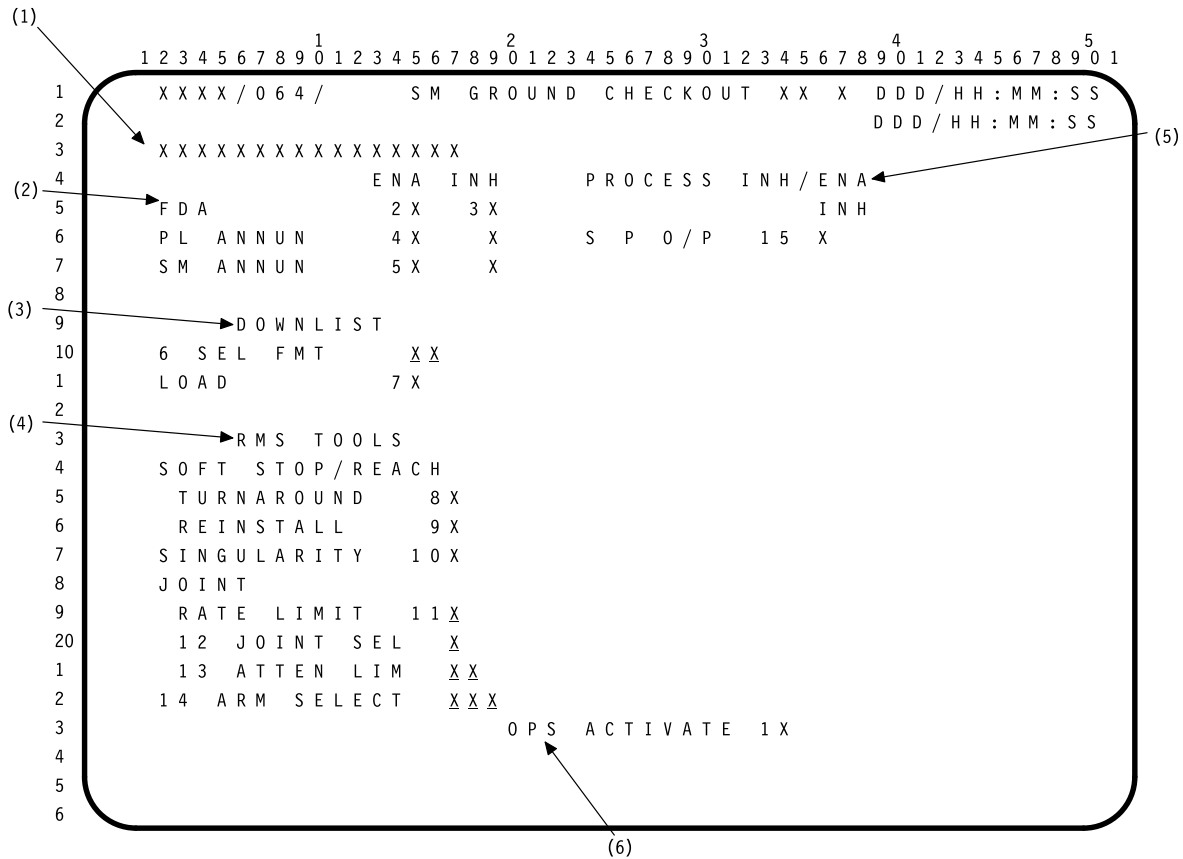 (1)
1 2 3 4
1 2 3 4 5 6 7 8 9 0 1 2 3 4 5 6 7 8 9 0 1 2 3 4 5 6 7 8 9 0 1 2 3 4 5 6 7 8 9 0 1 2 3 4 5 6 7 8 9 0 1
5
1 XXXX/064/ SM GROUND CHECKOUT XX X DDD/HH:MM:SS
2 DDD/HH:MM:SS
3 XXXXXXXXXXXXXXXX
(5)
4 ENA INH PROCESS INH/ENA
(2)
5 FDA 2X 3X INH
6 PL ANNUN 4X X S P O/P 15 X
7 SM ANNUN 5X X
8
(3)
9 DOWNLIST
10 6 SEL FMT XX
1 LOAD 7X
2
(4)
3 RMS TOOLS
4 SOFT STOP/REACH
5 TURNAROUND 8X
6 REINSTALL 9X
7 SINGULARITY 10X
8 JOINT
9 RATE LIMIT 11X
20 12 JOINT SEL X
1 13 ATTEN LIM XX
2 14 ARM SELECT XXX
3 OPS ACTIVATE 1X
4
5
6
(6)